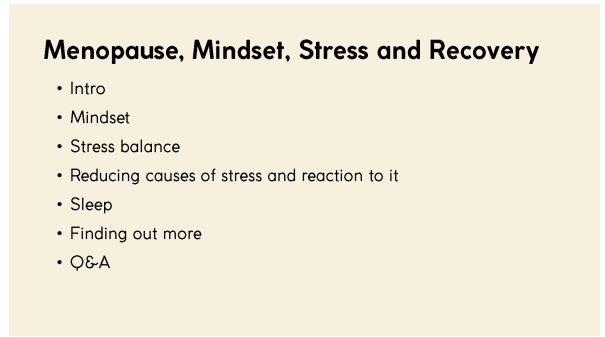 Menopause, Mindset, Stress and Recovery
• Intro
• Mindset
• Stress balance
• Reducing causes of stress and reaction to it
• Sleep
• Finding out more
• Q&A